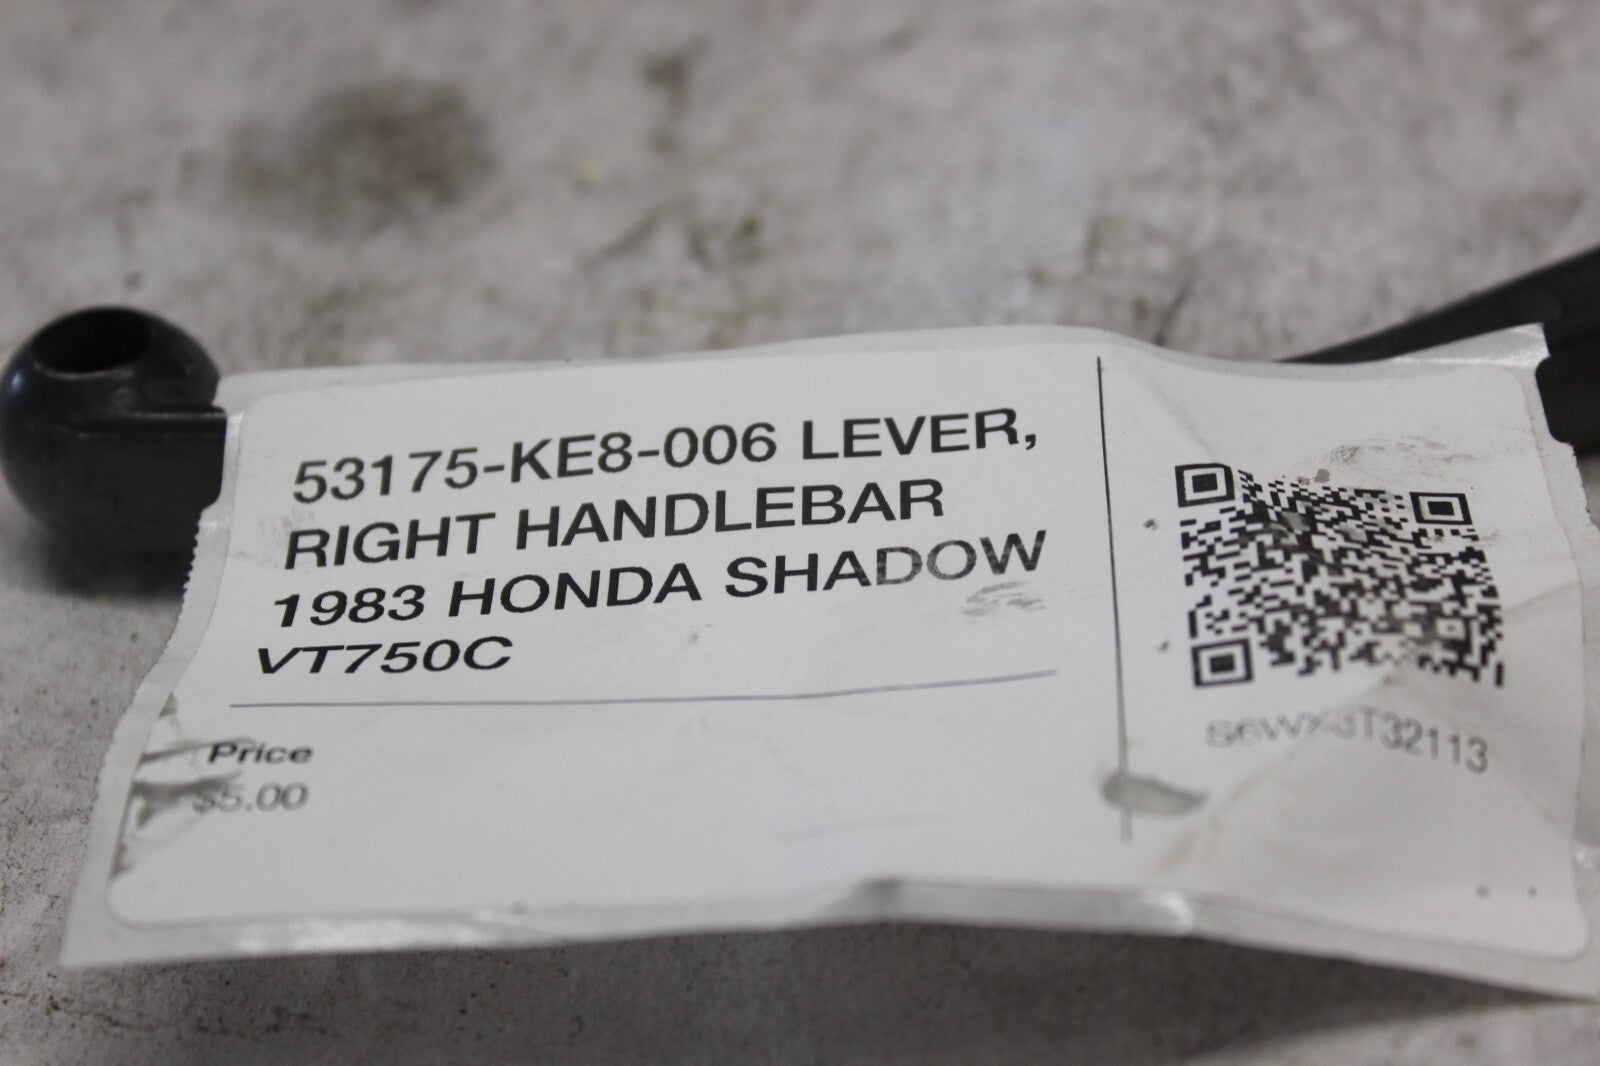 53175-KE8-006 LEVER,
RIGHT HANDLEBAR
1983 HONDA SHADOW
VT750C
Price
$5.00
S6WX3T32113